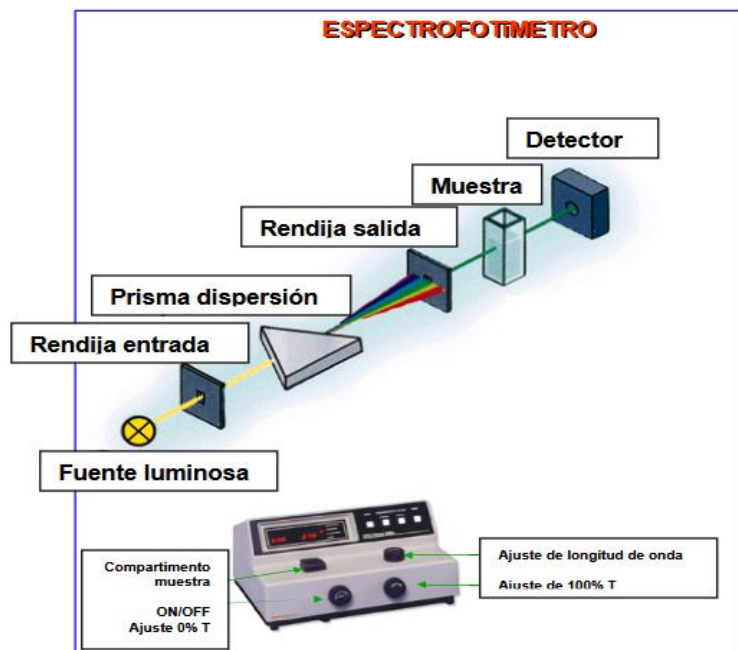 ESPECTROFOTíMETRO
Detector
Muestra
Rendija salida
Prisma dispersión
Rendija entrada
Fuente luminosa
Compartimento
muestra
ON/OFF
Ajuste 0% T
Ajuste de longitud de onda
Ajuste de 100% T